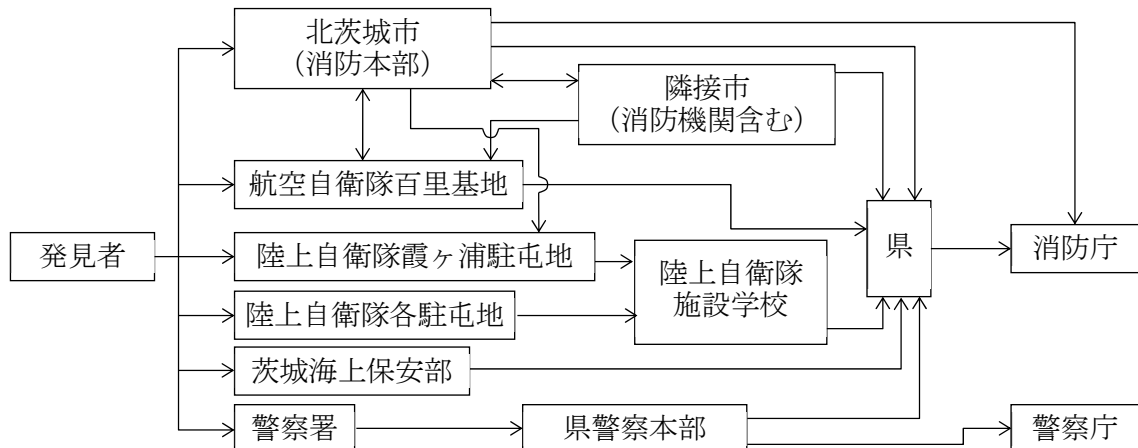 北茨城市
（消防本部）
隣接市
（消防機関含む）
航空自衛隊百里基地
発見者
陸上自衛隊霞ヶ浦駐屯地
陸上自衛隊
施設学校
県
消防庁
陸上自衛隊各駐屯地
茨城海上保安部
警察署
県警察本部
警察庁